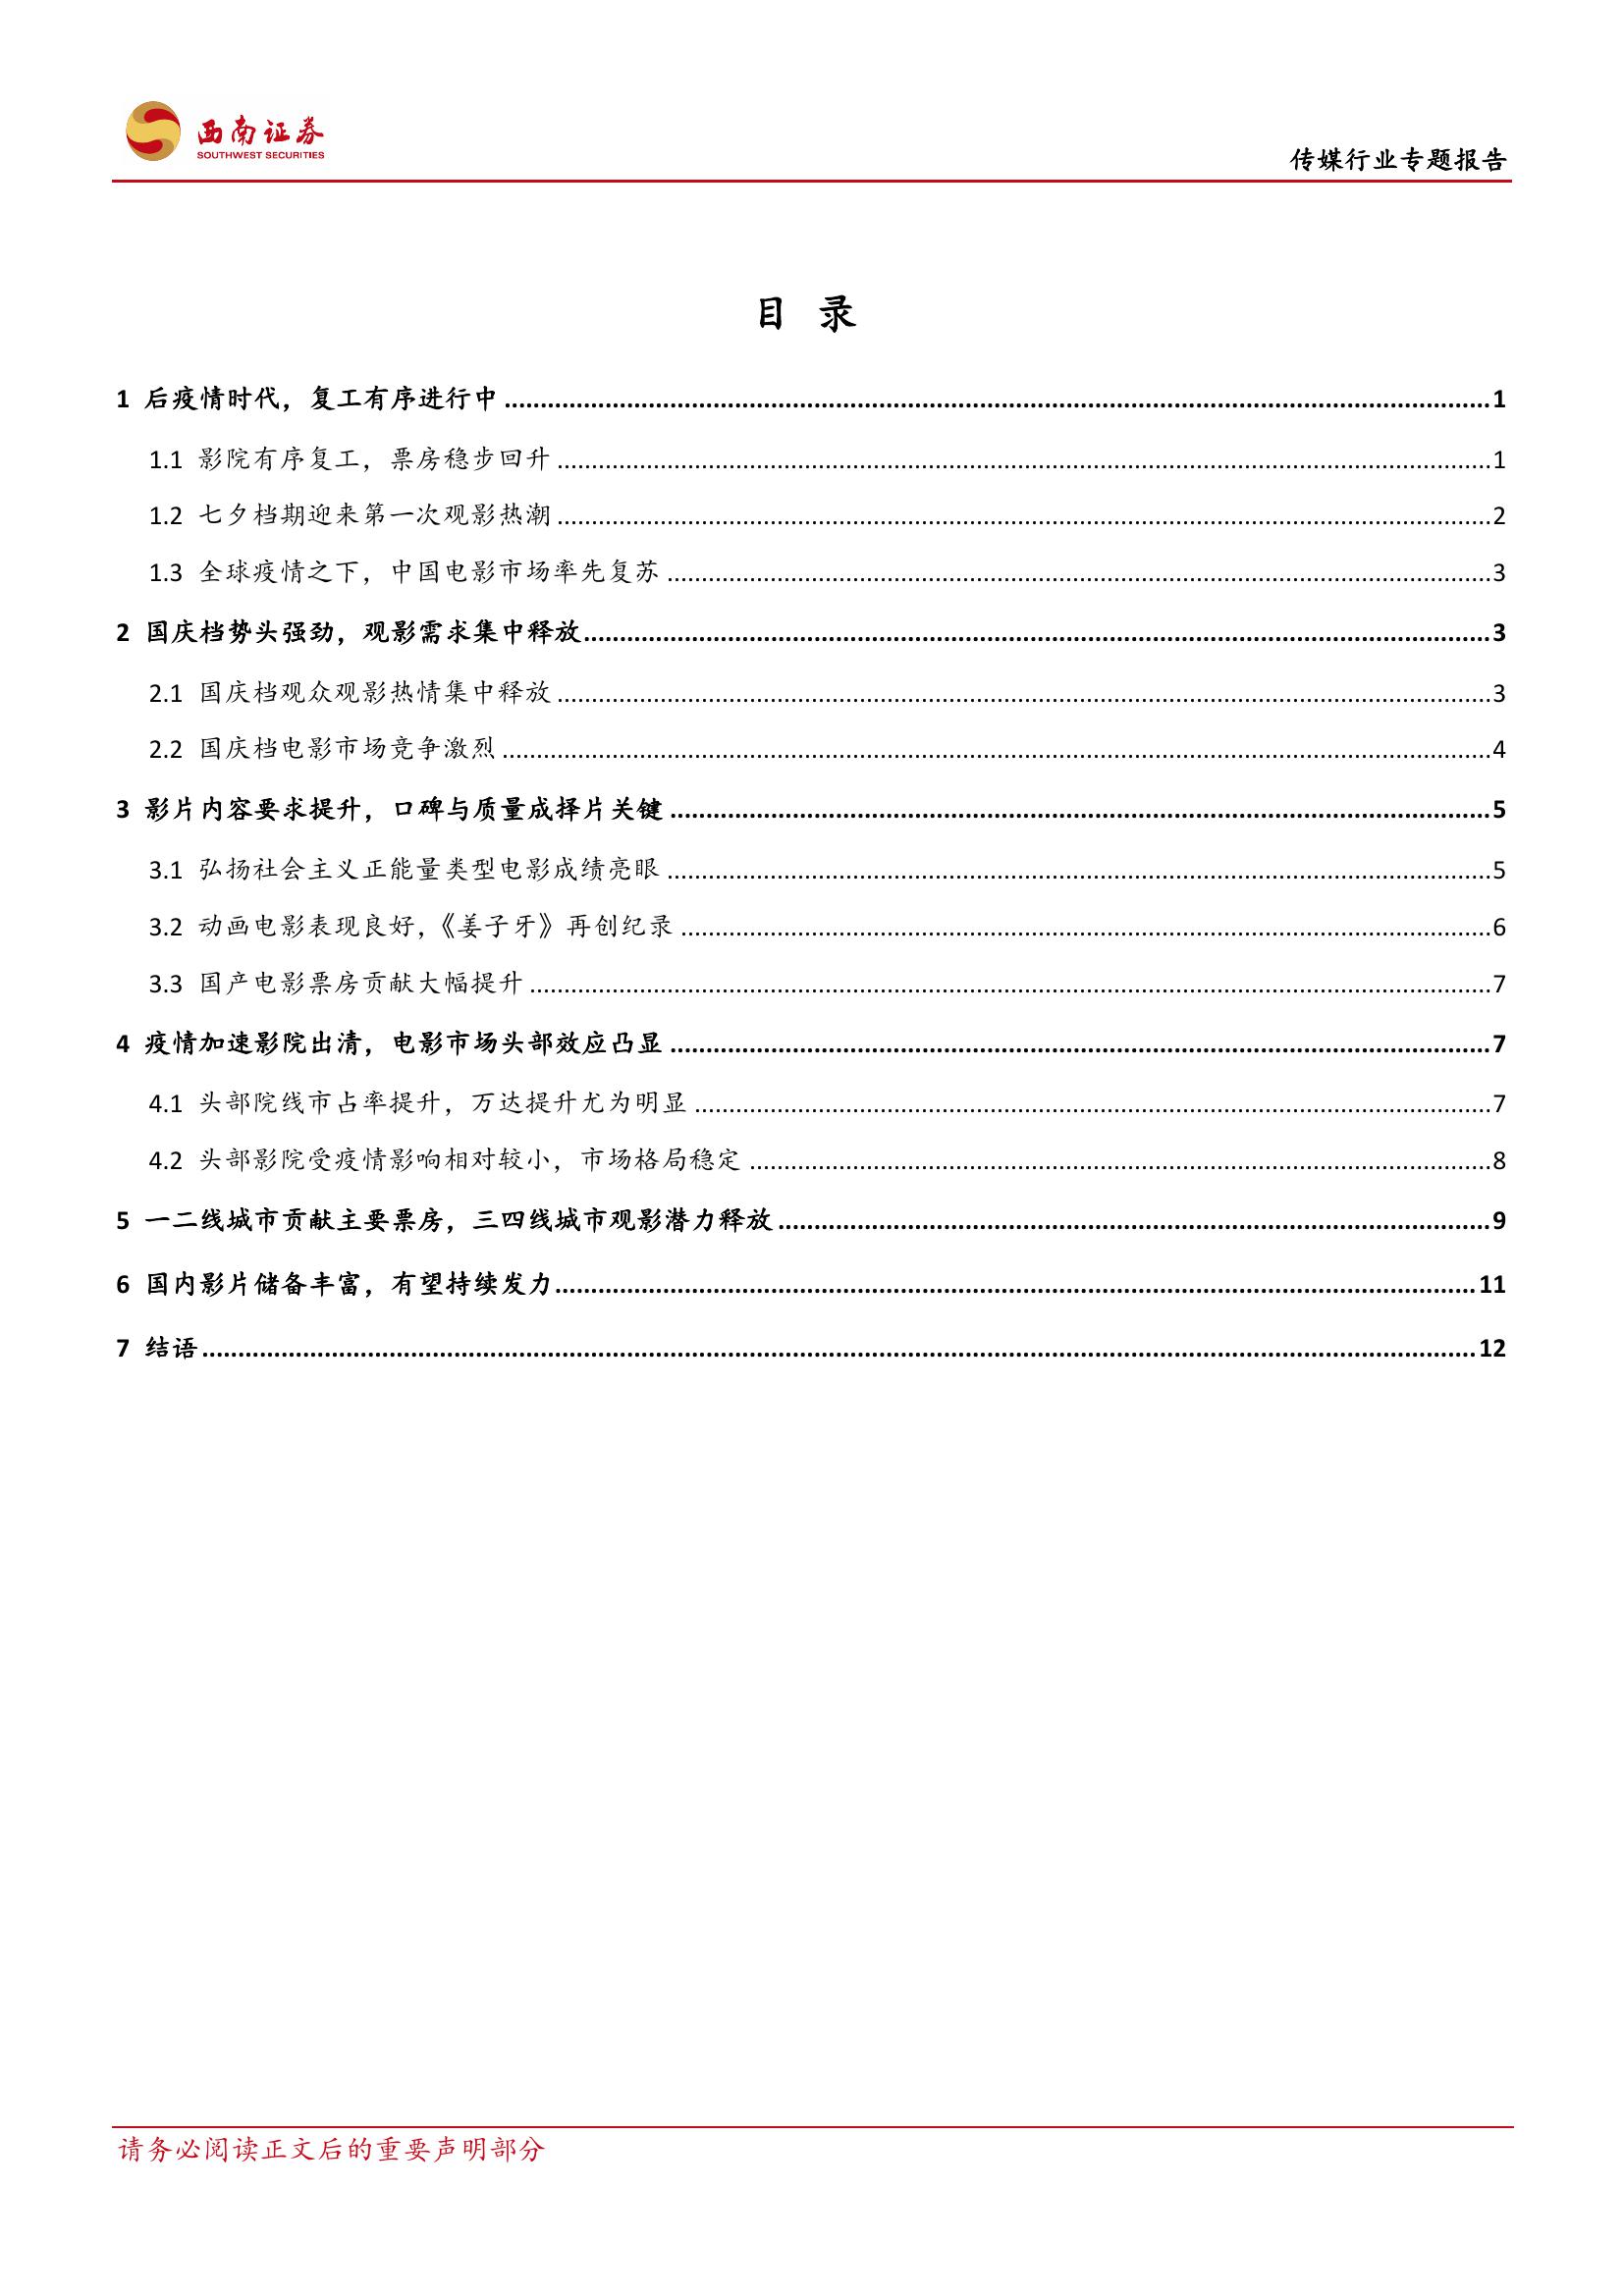 西南证券
SOUTHWEST SECURITIES
传媒行业专题报告
目 录
1 后疫情时代，复工有序进行中 ........ 1
1.1 影院有序复工，票房稳步回升 ........ 1
1.2 七夕档期迎来第一次观影热潮 ........ 2
1.3 全球疫情之下，中国电影市场率先复苏 ........ 3
2 国庆档势头强劲，观影需求集中释放 ........ 3
2.1 国庆档观众观影热情集中释放 ........ 3
2.2 国庆档电影市场竞争激烈 ........ 4
3 影片内容要求提升，口碑与质量成择片关键 ........ 5
3.1 弘扬社会主义正能量类型电影成绩亮眼 ........ 5
3.2 动画电影表现良好，《姜子牙》再创纪录 ........ 6
3.3 国产电影票房贡献大幅提升 ........ 7
4 疫情加速影院出清，电影市场头部效应凸显 ........ 7
4.1 头部院线市占率提升，万达提升尤为明显 ........ 7
4.2 头部影院受疫情影响相对较小，市场格局稳定 ........ 8
5 一二线城市贡献主要票房，三四线城市观影潜力释放 ........ 9
6 国内影片储备丰富，有望持续发力 ........ 11
7 结语 ........ 12
请务必阅读正文后的重要声明部分